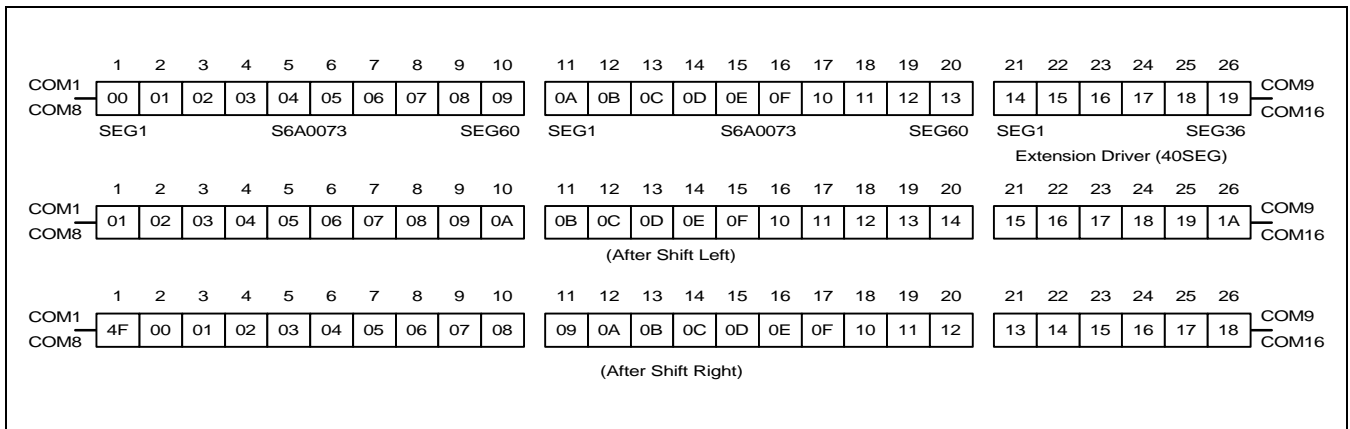 1 2 3 4 5 6 7 8 9 10 11 12 13 14 15 16 17 18 19 20 21 22 23 24 25 26
COM1 COM9
00 01 02 03 04 05 06 07 08 09 0A 0B 0C 0D 0E 0F 10 11 12 13 14 15 16 17 18 19
COM8 COM16
SEG1 S6A0073 SEG60 SEG1 S6A0073 SEG60 SEG1 SEG36
Extension Driver (40SEG)
1 2 3 4 5 6 7 8 9 10 11 12 13 14 15 16 17 18 19 20 21 22 23 24 25 26
COM1 COM9
01 02 03 04 05 06 07 08 09 0A 0B 0C 0D 0E 0F 10 11 12 13 14 15 16 17 18 19 1A
COM8 COM16
(After Shift Left)
1 2 3 4 5 6 7 8 9 10 11 12 13 14 15 16 17 18 19 20 21 22 23 24 25 26
COM1 COM9
4F 00 01 02 03 04 05 06 07 08 09 0A 0B 0C 0D 0E 0F 10 11 12 13 14 15 16 17 18
COM8 COM16
(After Shift Right)